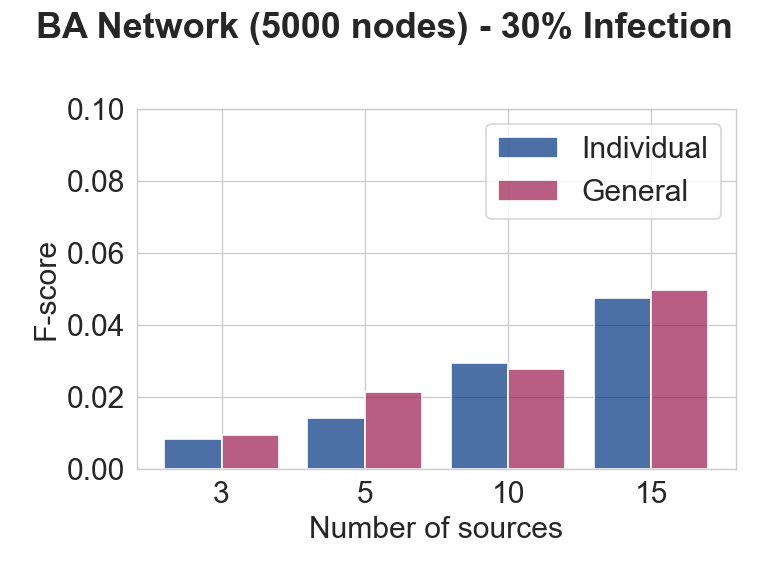 BA Network (5000 nodes) - 30% Infection
0.10
0.08
0.06
0.04
0.02
0.00
F-score
Individual
General
3 5 10 15
Number of sources